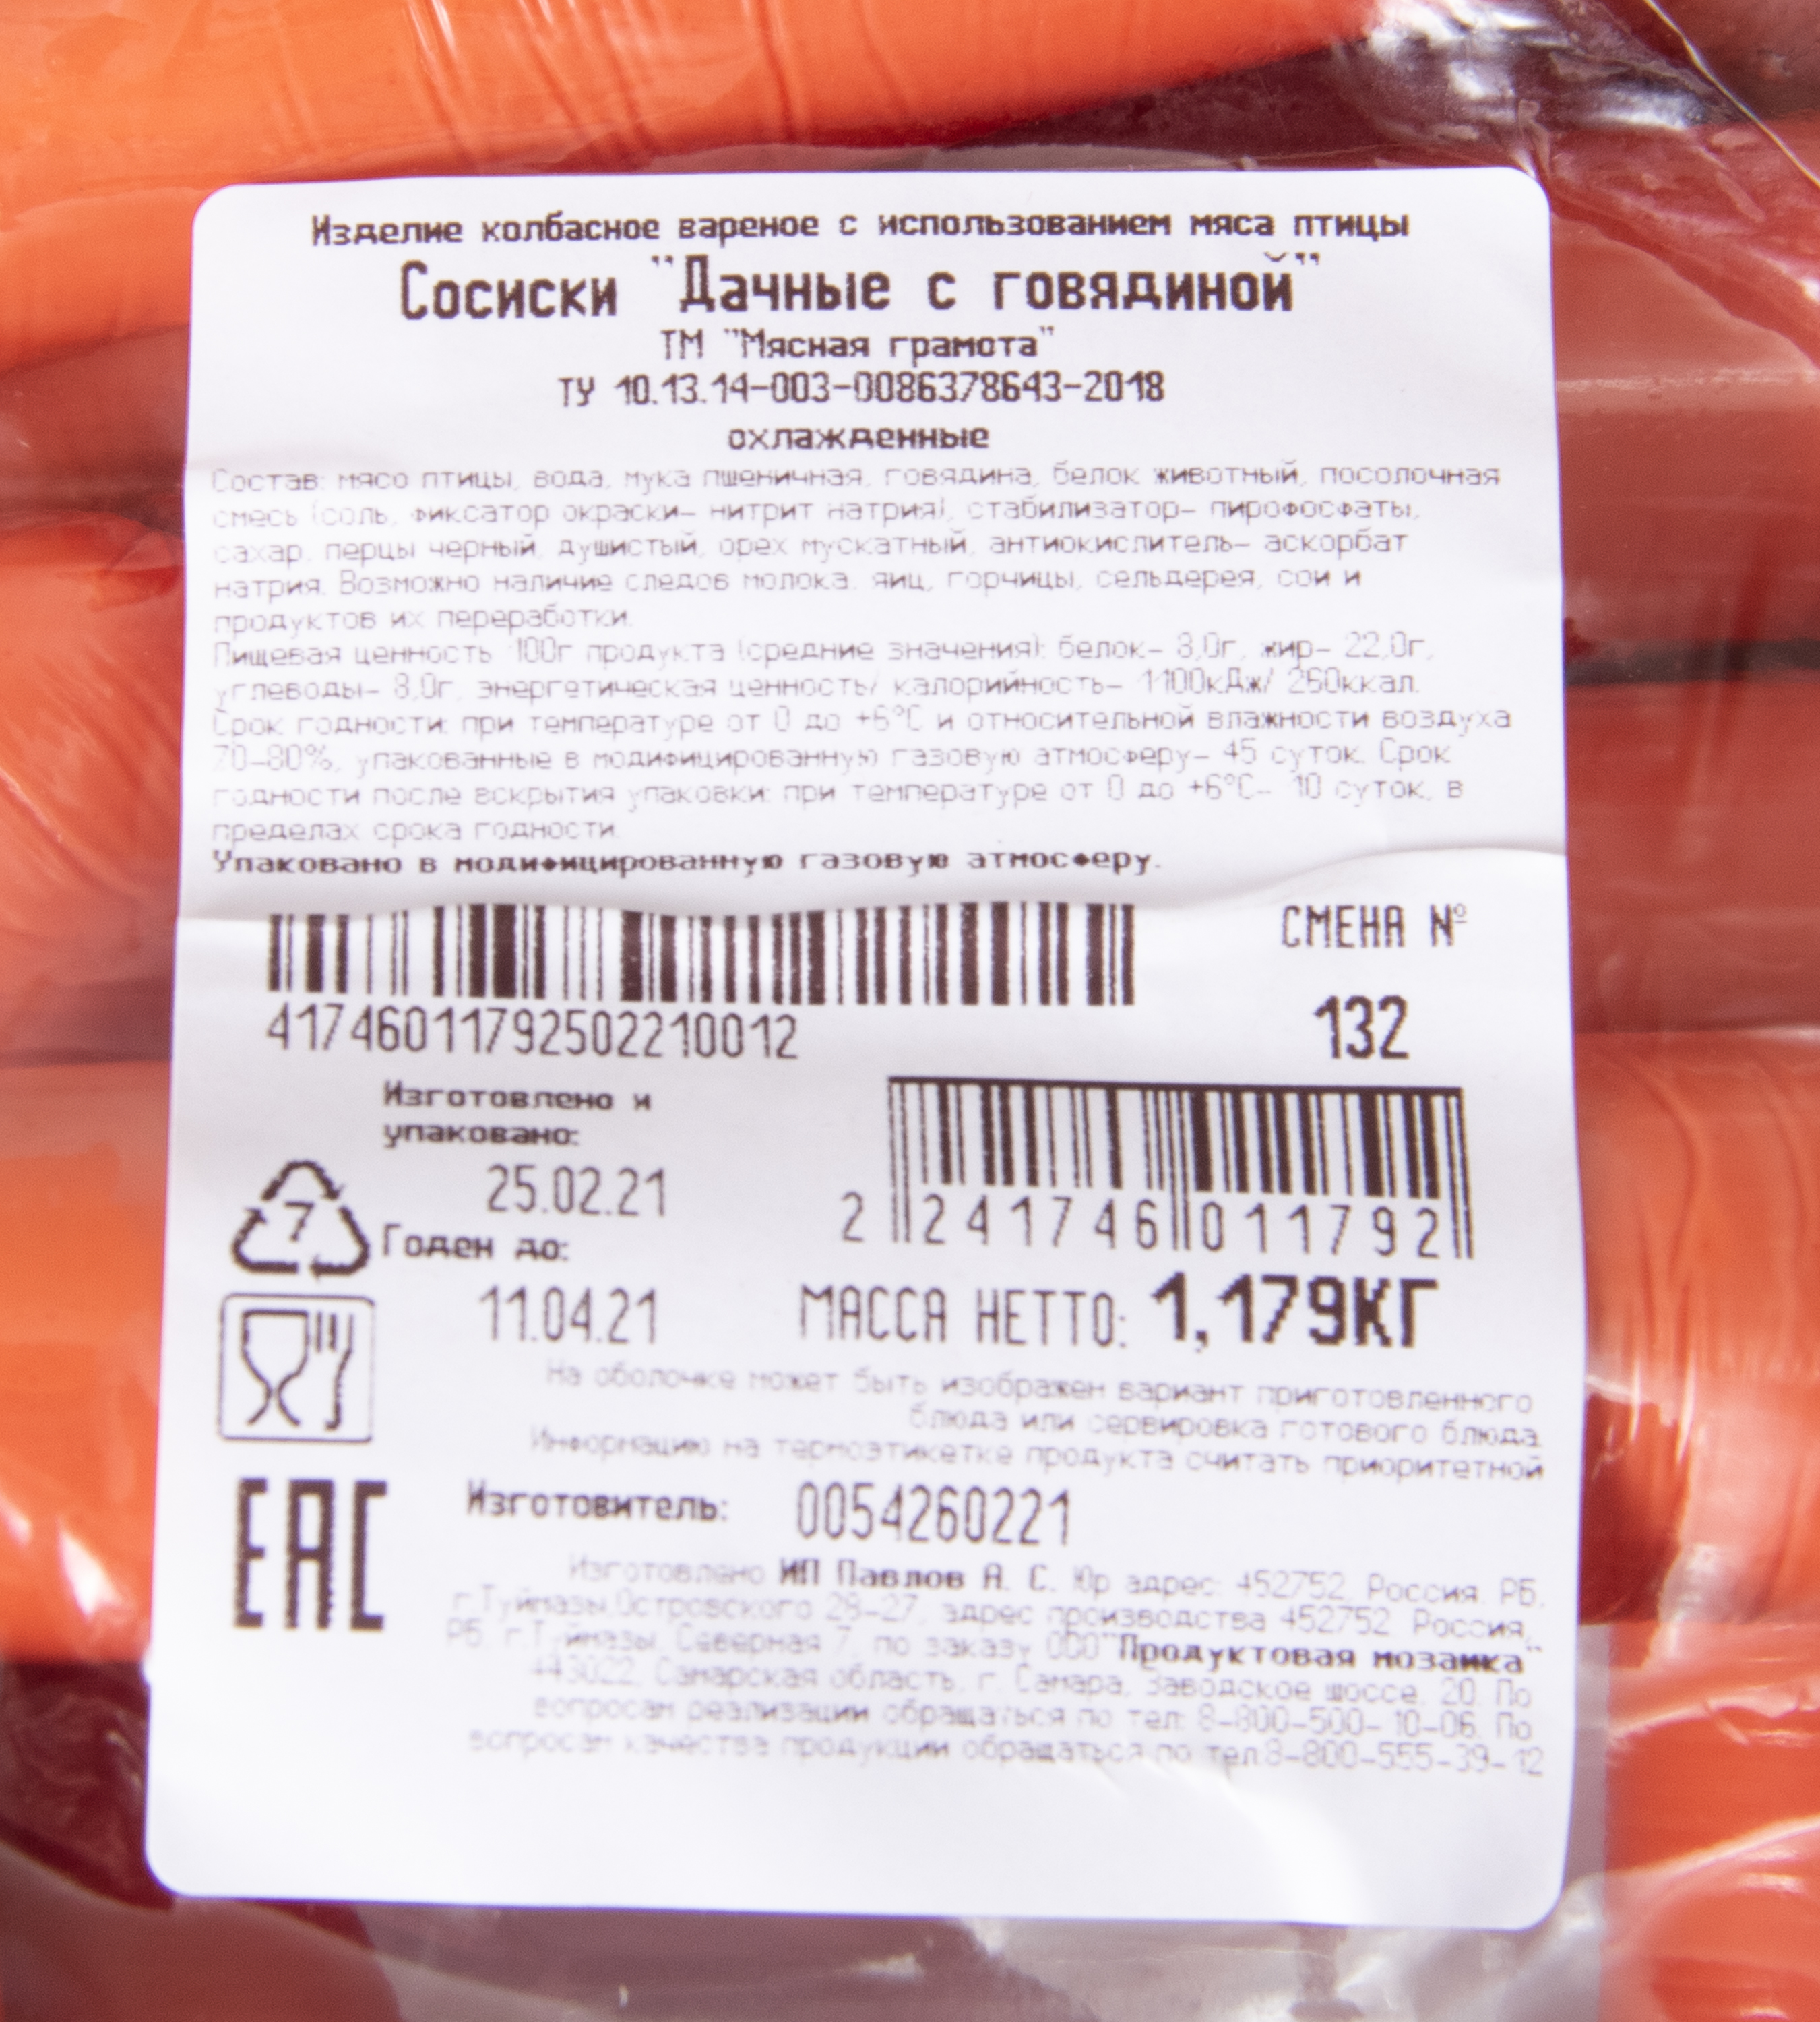 Изделие колбасное вареное с использованием мяса птицы
Сосиски "Дачные с говядиной"
ТМ "Мясная грамота"
ТУ 10.13.14-003-0086378643-2018
охлажденные
Состав: мясо птицы, вода, мука пшеничная, говядина, белок животный, посолочная
смесь (соль, фиксатор окраски- нитрит натрия), стабилизатор- пирофосфаты,
сахар, перцы черный, душистый, орех мускатный, антиокислитель- аскорбат
натрия. Возможно наличие следов молока, яиц, горчицы, сельдерея, сои и
продуктов их переработки.
Пищевая ценность 100г продукта (средние значения): белок- 8,0г, жир- 22,0г,
углеводы- 8,0г, энергетическая ценность/ калорийность- 1100кДж/ 260ккал.
Срок годности: при температуре от 0 до +6°C и относительной влажности воздуха
70-80%, упакованные в модифицированную газовую атмосферу- 45 суток. Срок
годности после вскрытия упаковки: при температуре от 0 до +6°C- 10 суток, в
пределах срока годности.
Упаковано в модифицированную газовую атмосферу.
СМЕНА №
132
41746011792502210012
Изготовлено и
упаковано:
25.02.21
7
Годен до:
11.04.21
2 241746 011792
МАССА НЕТТО: 1,179КГ
На оболочке может быть изображен вариант приготовленного
блюда или сервировка готового блюда.
Информацию на термоэтикетке продукта считать приоритетной
EAC
Изготовитель: 0054260221
Изготовлено ИП Павлов А. С. Юр адрес: 452752, Россия, РБ,
г.Туймазы,Островского 28-27, адрес производства 452752 Россия,
РБ, г.Туймазы, Северная 7, по заказу ООО"Продуктовая мозаика"
443022, Самарская область, г. Самара, Заводское шоссе, 20. По
вопросам реализации обращаться по тел: 8-800-500-10-06. По
вопросам качества продукции обращаться по тел.8-800-555-39-12